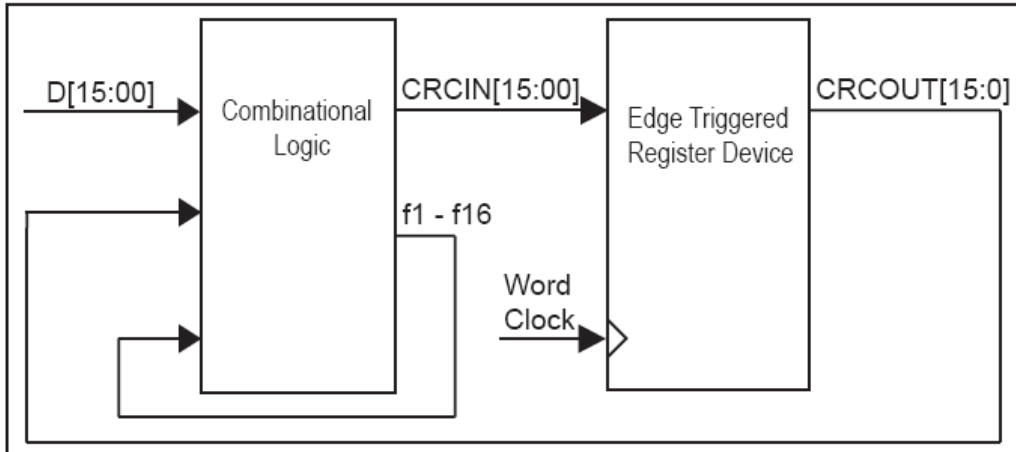 D[15:00]
Combinational
Logic
CRCIN[15:00]
f1 - f16
Edge Triggered
Register Device
Word
Clock
CRCOUT[15:0]